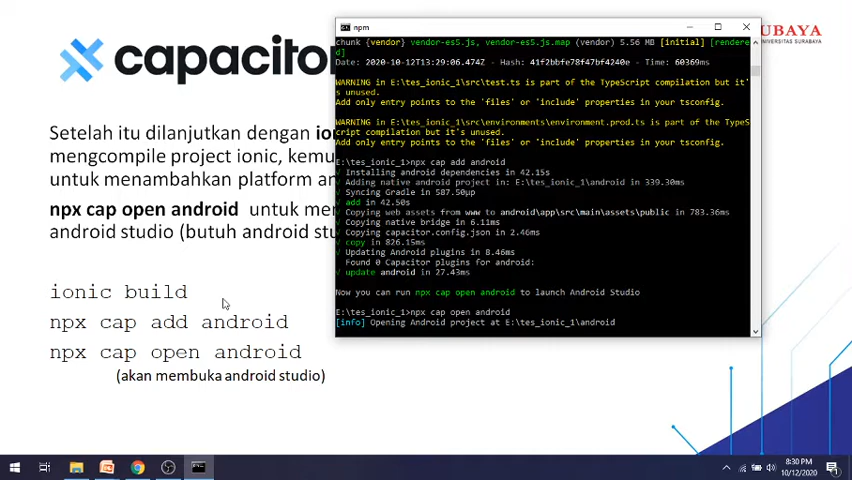 capacitor
Setelah itu dilanjutkan dengan
mengcompile project ionic,
untuk menambahkan platform
npx cap open android untuk
android studio (butuh android
ionic build
npx cap add android
npx cap open android
(akan membuka android studio)
npm
chunk {vendor} vendor-es5.js, vendor-es5.js.map (vendor) 5.56 MB [initial] [rendere
d]
Date: 2020-10-12T13:29:06.474Z - Hash: 41f2bbfe78f47bf4240e - Time: 60369ms
WARNING in E:\tes_ionic_1\src\test.ts is part of the TypeScript compilation but it'
s unused.
Add only entry points to the 'files' or 'include' properties in your tsconfig.
WARNING in E:\tes_ionic_1\src\environments\environment.prod.ts is part of the TypeS
cript compilation but it's unused.
Add only entry points to the 'files' or 'include' properties in your tsconfig.
E:\tes_ionic_1>npx cap add android
√ Installing android dependencies in 42.15s
√ Adding native android project in: E:\tes_ionic_1\android in 339.30ms
√ Syncing Gradle in 587.50μp
√ add in 42.50s
√ Copying web assets from www to android\app\src\main\assets\public in 783.36ms
√ Copying native bridge in 6.11ms
√ Copying capacitor.config.json in 2.46ms
√ copy in 826.15ms
√ Updating Android plugins in 8.46ms
Found 0 Capacitor plugins for android:
√ update android in 27.43ms
Now you can run npx cap open android to launch Android Studio
E:\tes_ionic_1>npx cap open android
[info] Opening Android project at E:\tes_ionic_1\android
UBAYA
UNIVERSITAS SURABAYA
8:30 PM
10/12/2020